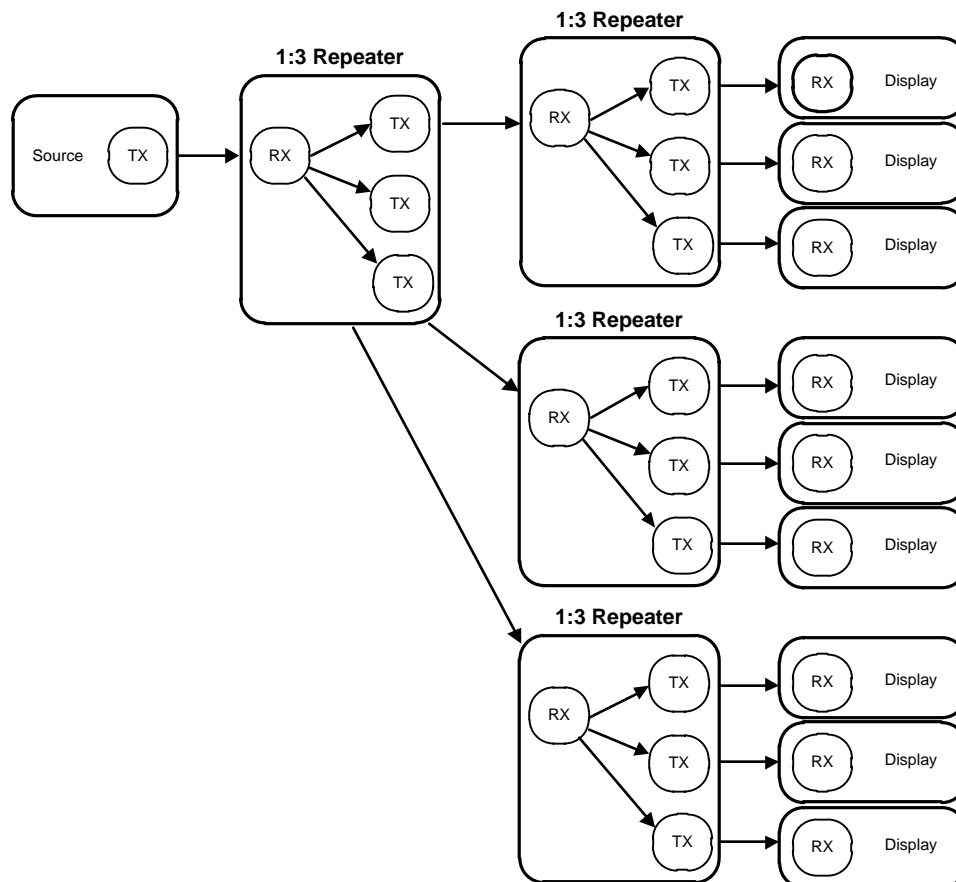 1:3 Repeater
1:3 Repeater
Source
TX
RX
TX
TX
TX
RX
TX
TX
TX
RX
Display
RX
Display
RX
Display
1:3 Repeater
RX
TX
TX
TX
RX
Display
RX
Display
RX
Display
1:3 Repeater
RX
TX
TX
TX
RX
Display
RX
Display
RX
Display